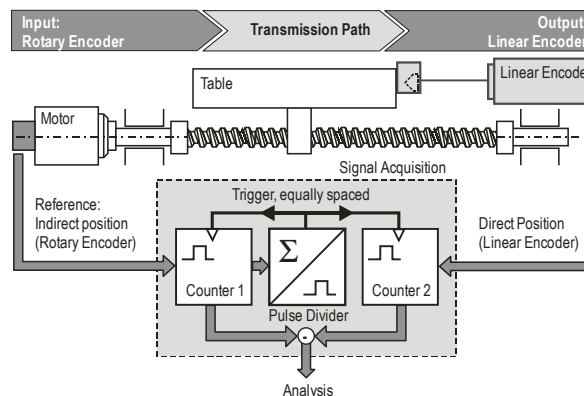 Input:
Rotary Encoder
Transmission Path
Output:
Linear Encoder
Table
Linear Encode
Motor
Signal Acquisition
Reference:
Indirect position
(Rotary Encoder)
Trigger, equally spaced
Direct Position
(Linear Encoder)
Σ
Counter 1
Counter 2
Pulse Divider
-
Analysis